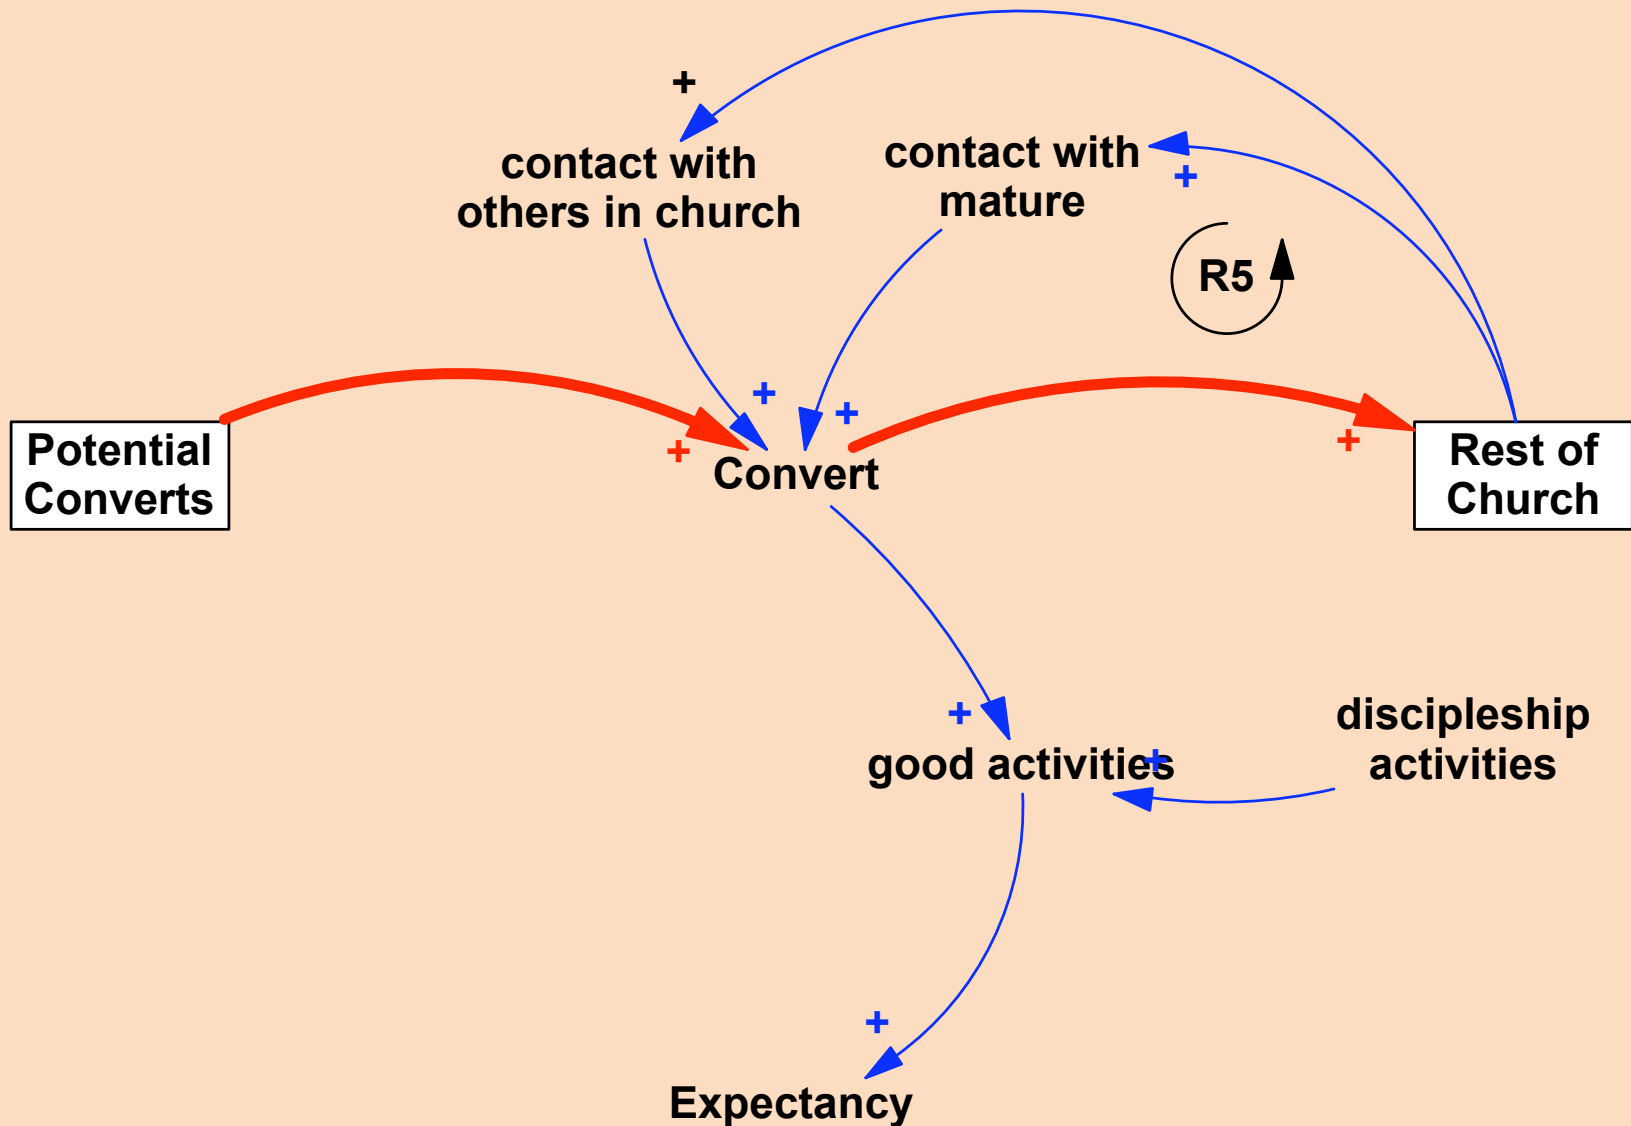 +
contact with
others in church
contact with
mature
+
R5
+
+
Potential
Converts
+
Convert
+
Rest of
Church
+
good activities
+
discipleship
activities
+
Expectancy